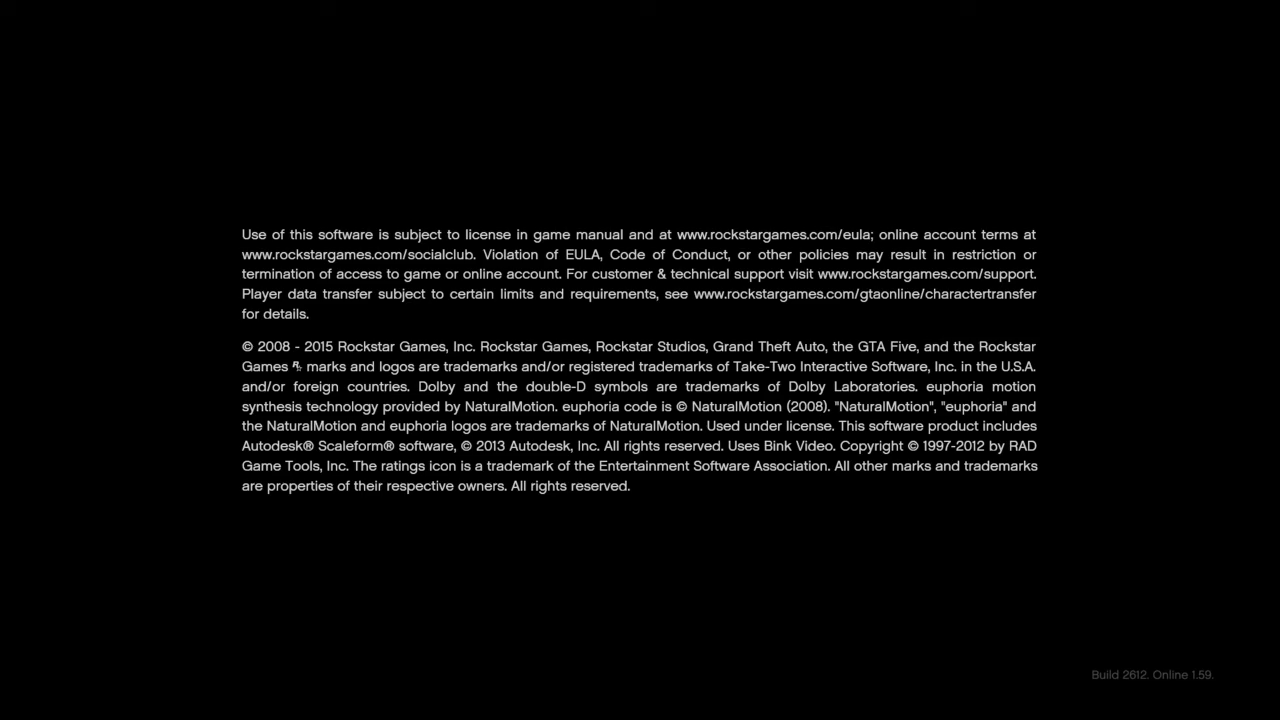 Use of this software is subject to license in game manual and at www.rockstargames.com/eula; online account terms at
www.rockstargames.com/socialclub. Violation of EULA, Code of Conduct, or other policies may result in restriction or
termination of access to game or online account. For customer & technical support visit www.rockstargames.com/support.
Player data transfer subject to certain limits and requirements, see www.rockstargames.com/gtaonline/charactertransfer
for details.
© 2008 - 2015 Rockstar Games, Inc. Rockstar Games, Rockstar Studios, Grand Theft Auto, the GTA Five, and the Rockstar
Games R* marks and logos are trademarks and/or registered trademarks of Take-Two Interactive Software, Inc. in the U.S.A.
and/or foreign countries. Dolby and the double-D symbols are trademarks of Dolby Laboratories. euphoria motion
synthesis technology provided by NaturalMotion. euphoria code is © NaturalMotion (2008). "NaturalMotion", "euphoria" and
the NaturalMotion and euphoria logos are trademarks of NaturalMotion. Used under license. This software product includes
Autodesk® Scaleform® software, © 2013 Autodesk, Inc. All rights reserved. Uses Bink Video. Copyright © 1997-2012 by RAD
Game Tools, Inc. The ratings icon is a trademark of the Entertainment Software Association. All other marks and trademarks
are properties of their respective owners. All rights reserved.
Build 2612. Online 1.59.